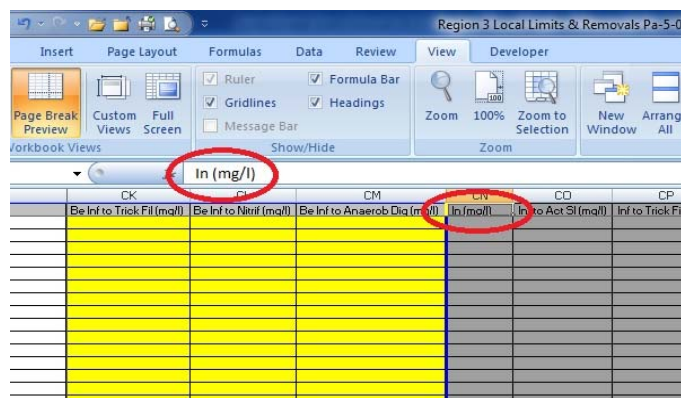 Region 3 Local Limits & Removals Pa-5-0
Insert Page Layout Formulas Data Review View Developer
Ruler Formula Bar
Gridlines Headings
Message Bar
Page Break Preview
Custom Views
Full Screen
Zoom
100%
Zoom to Selection
New Window
Arrang
All
Workbook Views Show/Hide Zoom
In (mg/l)
CK CM CN CO CP
Be Inf to Trick Fil (mg/l) Be Inf to Nitrif (mg/l) Be Inf to Anaerob Dig (mg/l) In (mg/l) to Act Sl (mg/l) Inf to Trick Fi